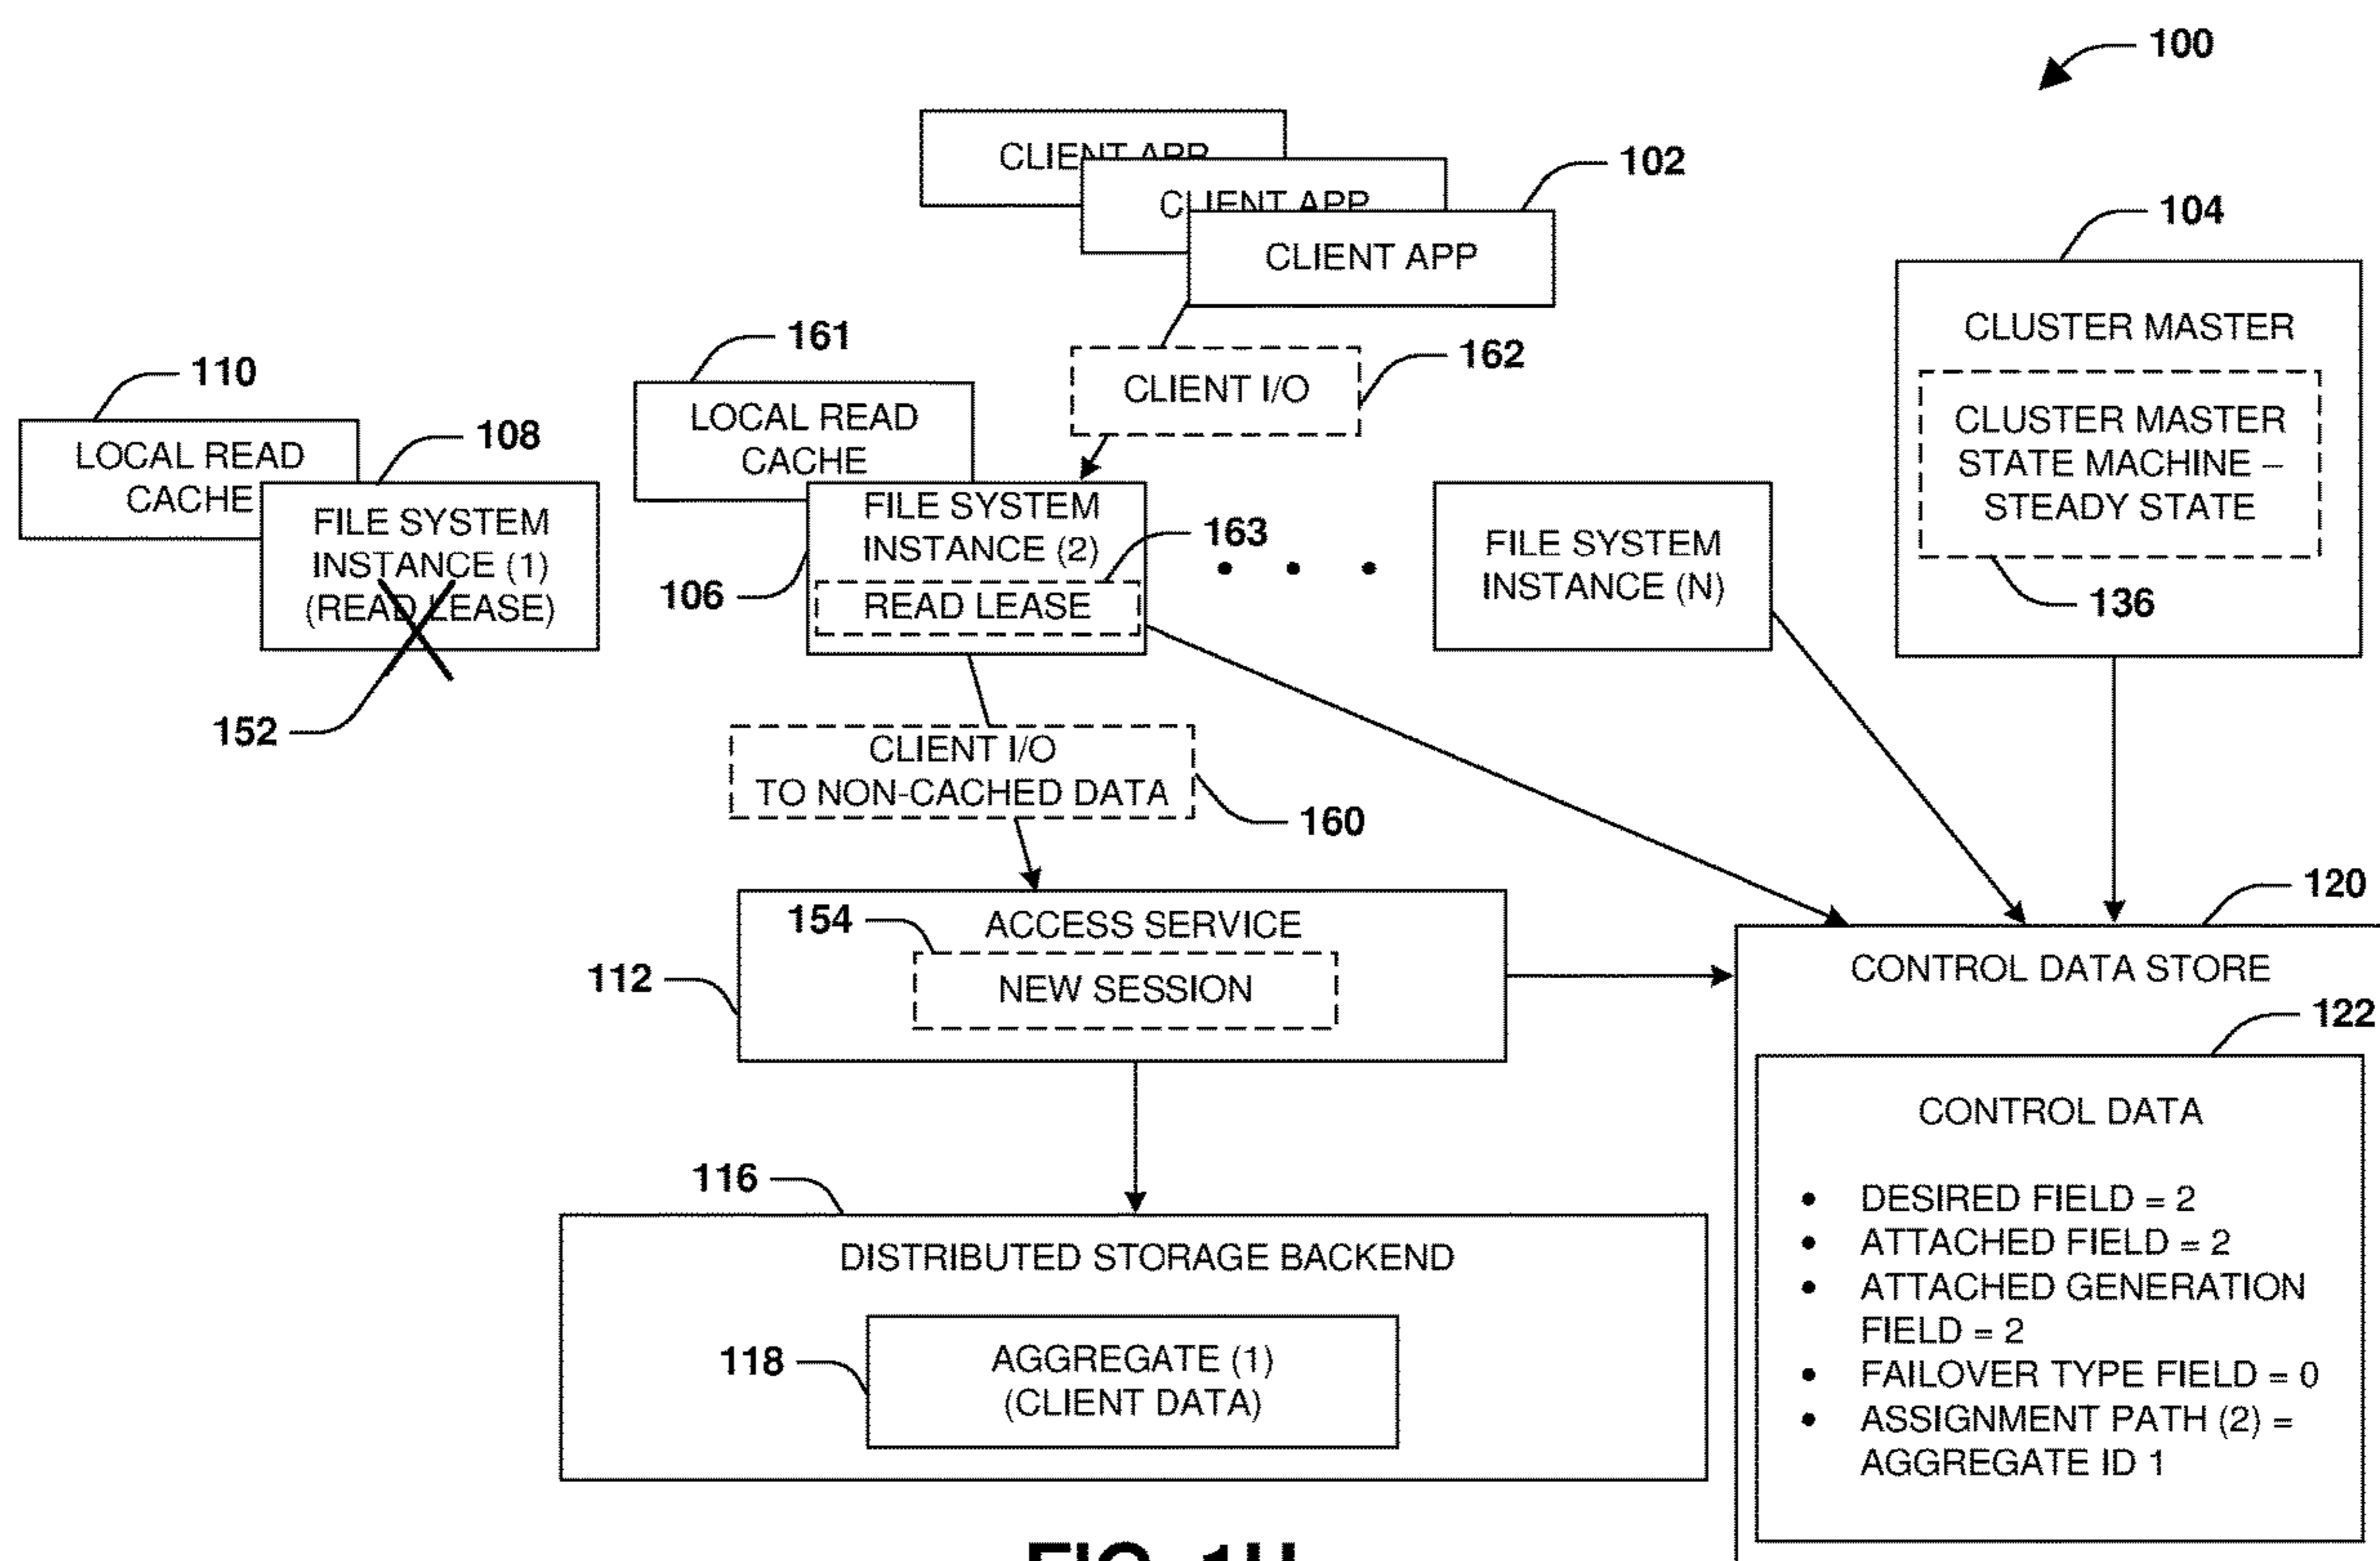 100
CLIENT APP
CLIENT APP
CLIENT APP
102
104
CLUSTER MASTER
CLUSTER MASTER
STATE MACHINE –
STEADY STATE
136
110
LOCAL READ
CACHE
108
FILE SYSTEM
INSTANCE (1)
(READ LEASE)
152
161
LOCAL READ
CACHE
CLIENT I/O
162
FILE SYSTEM
INSTANCE (2)
READ LEASE
163
106
• • •
FILE SYSTEM
INSTANCE (N)
CLIENT I/O
TO NON-CACHED DATA
160
154
ACCESS SERVICE
NEW SESSION
112
120
CONTROL DATA STORE
122
CONTROL DATA
• DESIRED FIELD = 2
• ATTACHED FIELD = 2
• ATTACHED GENERATION
FIELD = 2
• FAILOVER TYPE FIELD = 0
• ASSIGNMENT PATH (2) =
AGGREGATE ID 1
116
DISTRIBUTED STORAGE BACKEND
118
AGGREGATE (1)
(CLIENT DATA)